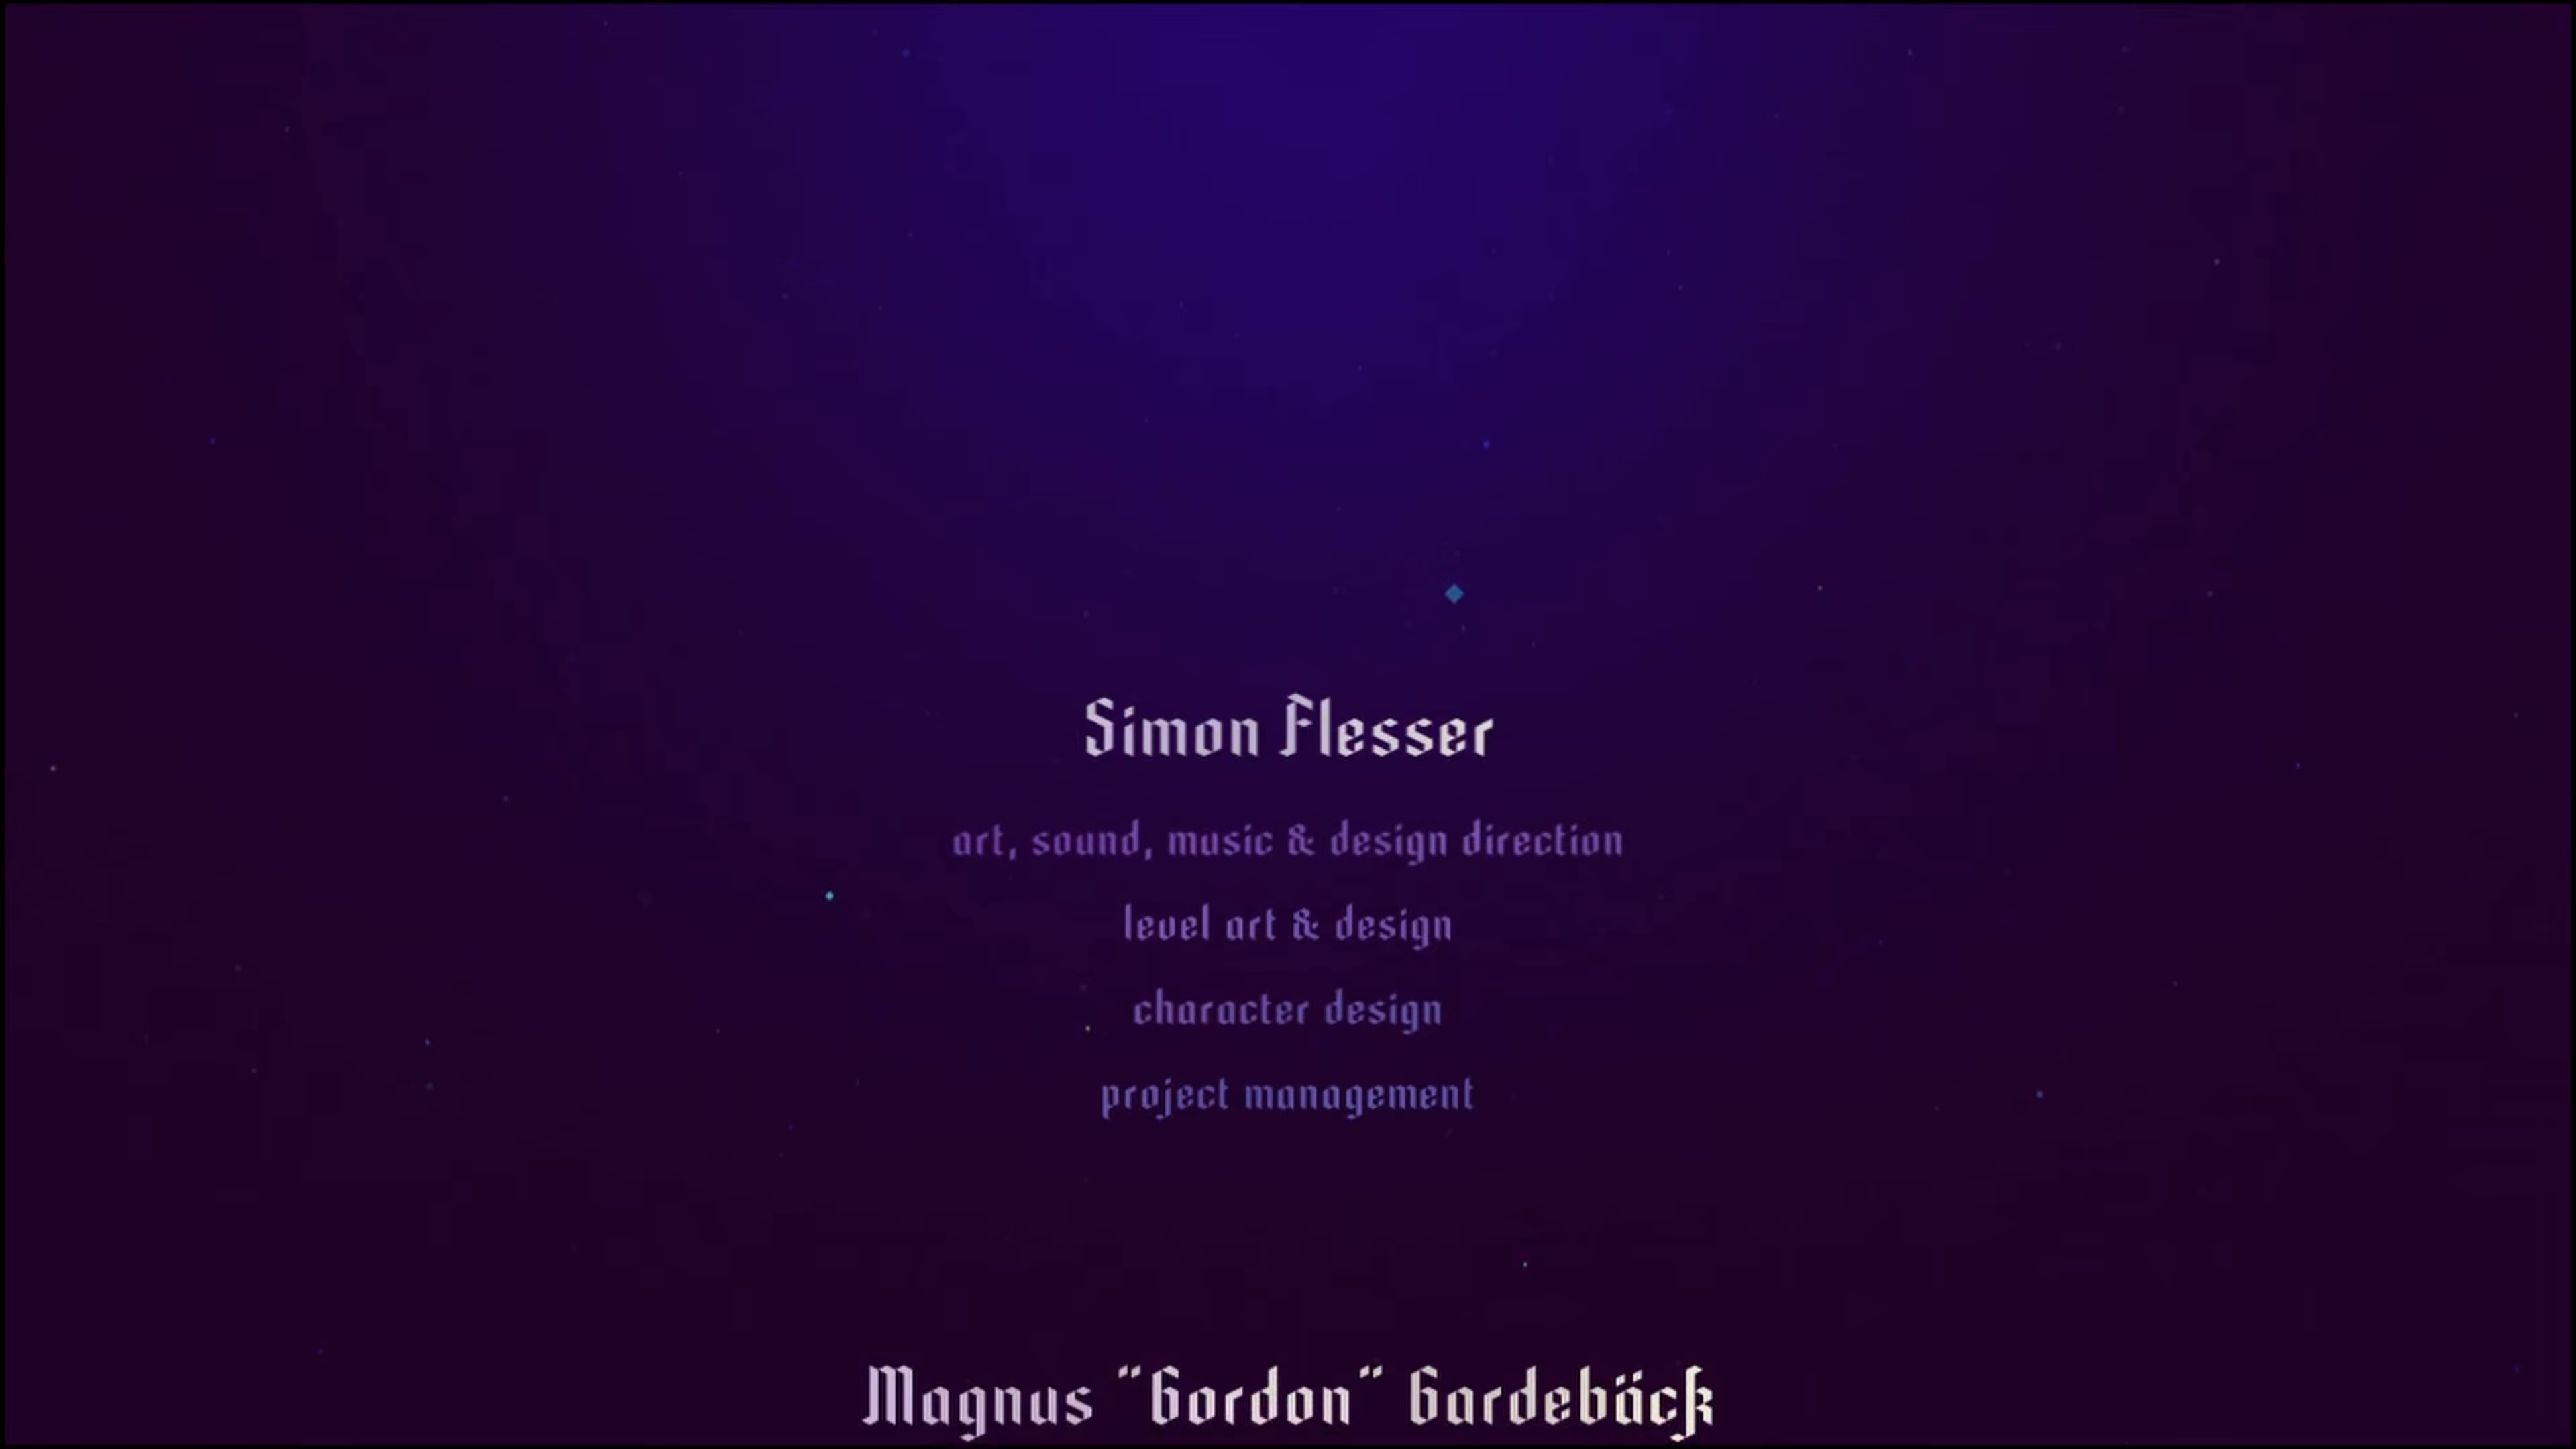 Simon Flesser
art, sound, music & design direction
level art & design
character design
project management
Magnus "Gordon" Gardebäck